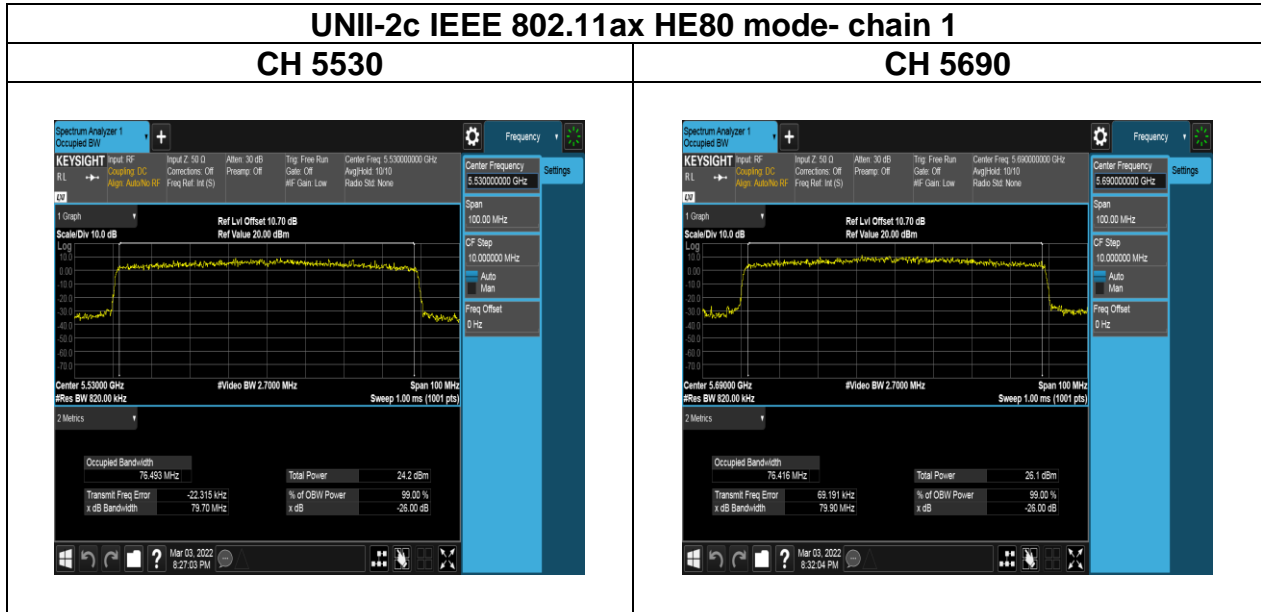 UNII-2c IEEE 802.11ax HE80 mode- chain 1
CH 5530
CH 5690
Spectrum Analyzer 1
Occupied BW
+
Frequency
KEYSIGHT
RL
LXI
Input: RF
Coupling: DC
Align: Auto/No RF
Input Z: 50 Ω
Corrections: Off
Freq Ref: Int (S)
Atten: 30 dB
Preamp: Off
Trig: Free Run
Gate: Off
#IF Gain: Low
Center Freq: 5.530000000 GHz
Avg|Hold: 10/10
Radio Std: None
Center Frequency
5.530000000 GHz
Settings
Span
100.00 MHz
CF Step
10.000000 MHz
Auto
Man
Freq Offset
0 Hz
1 Graph
Scale/Div 10.0 dB
Ref Lvl Offset 10.70 dB
Ref Value 20.00 dBm
Log
10.0
0.00
-10.0
-20.0
-30.0
-40.0
-50.0
-60.0
-70.0
Center 5.53000 GHz
#Video BW 2.7000 MHz
Span 100 MHz
#Res BW 820.00 kHz
Sweep 1.00 ms (1001 pts)
2 Metrics
Occupied Bandwidth
76.493 MHz
Total Power 24.2 dBm
Transmit Freq Error -22.315 kHz
% of OBW Power 99.00 %
x dB Bandwidth 79.70 MHz
x dB -26.00 dB
?
Mar 03, 2022
8:27:03 PM
Spectrum Analyzer 1
Occupied BW
+
Frequency
KEYSIGHT
RL
LXI
Input: RF
Coupling: DC
Align: Auto/No RF
Input Z: 50 Ω
Corrections: Off
Freq Ref: Int (S)
Atten: 30 dB
Preamp: Off
Trig: Free Run
Gate: Off
#IF Gain: Low
Center Freq: 5.690000000 GHz
Avg|Hold: 10/10
Radio Std: None
Center Frequency
5.690000000 GHz
Settings
Span
100.00 MHz
CF Step
10.000000 MHz
Auto
Man
Freq Offset
0 Hz
1 Graph
Scale/Div 10.0 dB
Ref Lvl Offset 10.70 dB
Ref Value 20.00 dBm
Log
10.0
0.00
-10.0
-20.0
-30.0
-40.0
-50.0
-60.0
-70.0
Center 5.69000 GHz
#Video BW 2.7000 MHz
Span 100 MHz
#Res BW 820.00 kHz
Sweep 1.00 ms (1001 pts)
2 Metrics
Occupied Bandwidth
76.416 MHz
Total Power 26.1 dBm
Transmit Freq Error 69.191 kHz
% of OBW Power 99.00 %
x dB Bandwidth 79.90 MHz
x dB -26.00 dB
?
Mar 03, 2022
8:32:04 PM